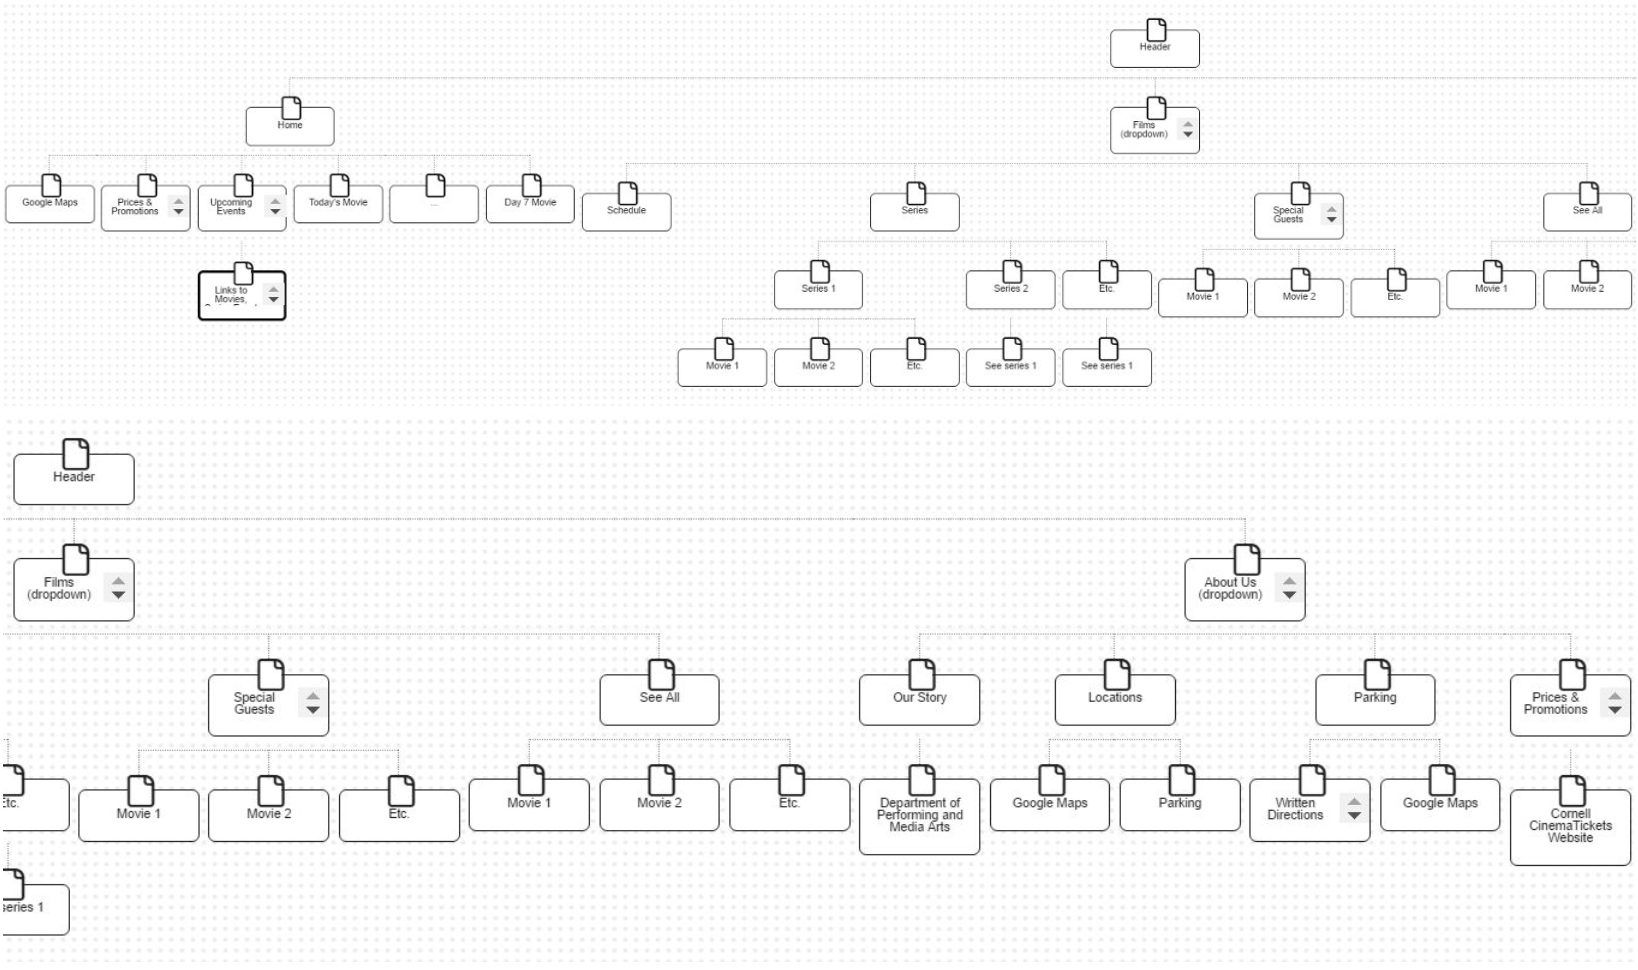 Header
Home
Films
(dropdown)
Google Maps
Prices &
Promotions
Upcoming
Events
Today's Movie
...
Day 7 Movie
Schedule
Series
Special
Guests
See All
Links to
Movies,
Series 1
Series 2
Etc.
Movie 1
Movie 2
Etc.
Movie 1
Movie 2
Movie 1
Movie 2
Etc.
See series 1
See series 1
Header
Films
(dropdown)
About Us
(dropdown)
Special
Guests
See All
Our Story
Locations
Parking
Prices &
Promotions
Etc.
Movie 1
Movie 2
Etc.
Movie 1
Movie 2
Etc.
Department of
Performing and
Media Arts
Google Maps
Parking
Written
Directions
Google Maps
Cornell
CinemaTickets
Website
series 1